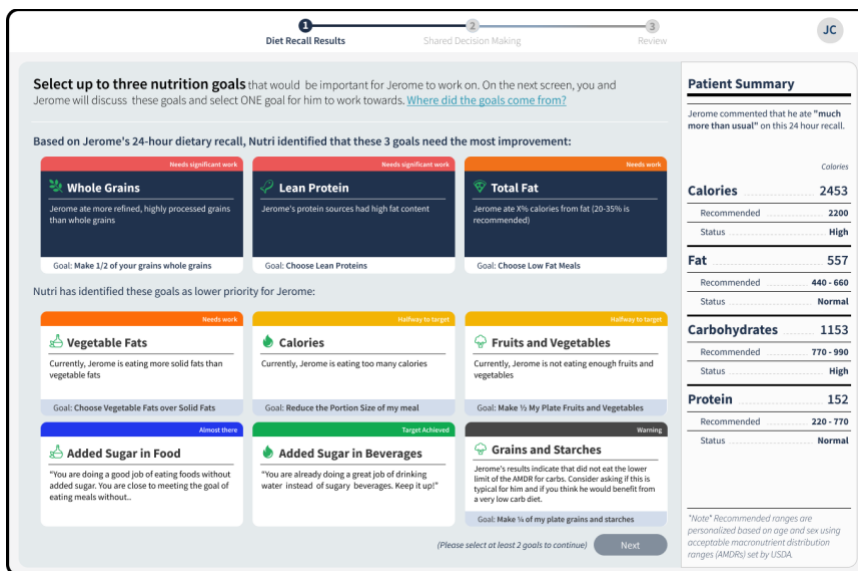 1
2
3
Diet Recall Results
Shared Decision Making
Review
JC
Select up to three nutrition goals that would be important for Jerome to work on. On the next screen, you and
Jerome will discuss these goals and select ONE goal for him to work towards. Where did the goals come from?
Based on Jerome's 24-hour dietary recall, Nutri identified that these 3 goals need the most improvement:
Needs significant work
Whole Grains
Jerome ate more refined, highly processed grains
than whole grains
Goal: Make 1/2 of your grains whole grains
Needs significant work
Lean Protein
Jerome's protein sources had high fat content
Goal: Choose Lean Proteins
Needs work
Total Fat
Jerome ate X% calories from fat (20-35% is
recommended)
Goal: Choose Low Fat Meals
Nutri has identified these goals as lower priority for Jerome:
Needs work
Vegetable Fats
Currently, Jerome is eating more solid fats than
vegetable fats
Goal: Choose Vegetable Fats over Solid Fats
Halfway to target
Calories
Currently, Jerome is eating too many calories
Goal: Reduce the Portion Size of my meal
Halfway to target
Fruits and Vegetables
Currently, Jerome is not eating enough fruits and
vegetables
Goal: Make ½ My Plate Fruits and Vegetables
Almost there
Added Sugar in Food
"You are doing a good job of eating foods without
added sugar. You are close to meeting the goal of
eating meals without..
Target Achieved
Added Sugar in Beverages
"You are already doing a great job of drinking
water instead of sugary beverages. Keep it up!"
Warning
Grains and Starches
Jerome's results indicate that did not eat the lower
limit of the AMDR for carbs. Consider asking if this is
typical for him and if you think he would benefit from
a very low carb diet.
Goal: Make ¼ of my plate grains and starches
(Please select at least 2 goals to continue)
Next
Patient Summary
Jerome commented that he ate "much
more than usual" on this 24 hour recall.
Calories
Calories 2453
Recommended 2200
Status High
Fat 557
Recommended 440 - 660
Status Normal
Carbohydrates 1153
Recommended 770 - 990
Status High
Protein 152
Recommended 220 - 770
Status Normal
"Note" Recommended ranges are
personalized based on age and sex using
acceptable macronutrient distribution
ranges (AMDRs) set by USDA.